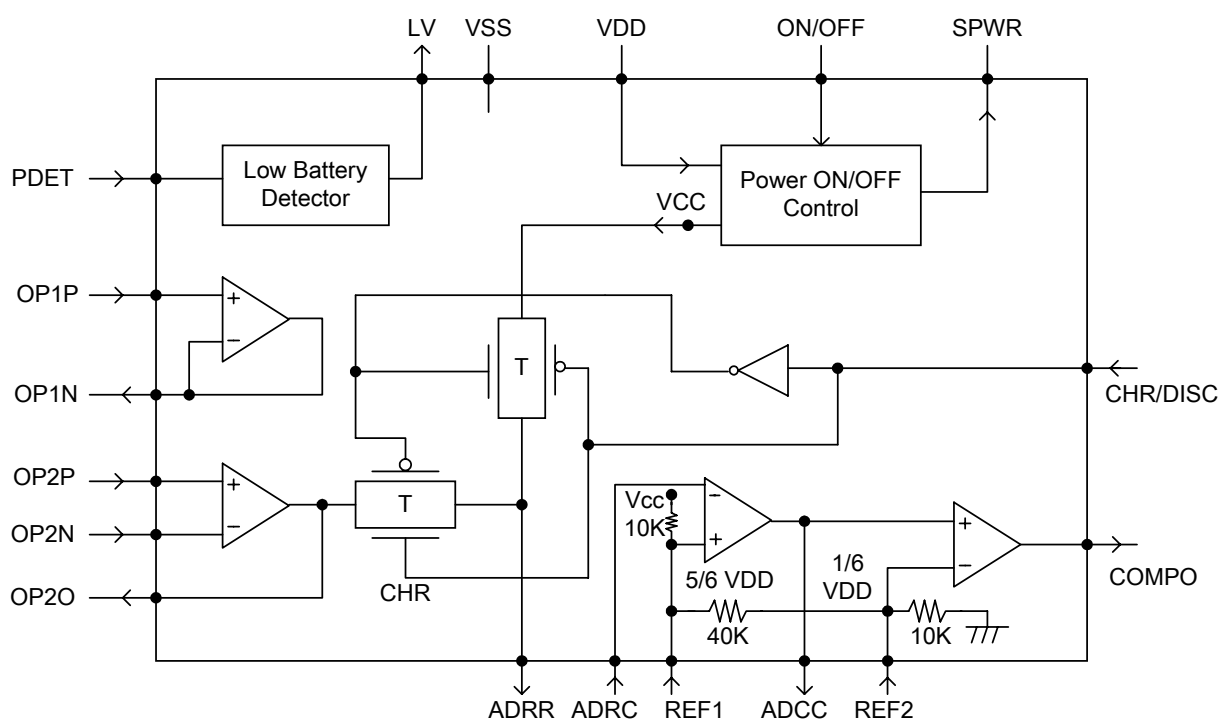 LV
VSS
VDD
ON/OFF
SPWR
PDET
Low Battery
Detector
Power ON/OFF
Control
VCC
OP1P
+
−
OP1N
T
CHR/DISC
OP2P
+
−
OP2N
T
OP2O
CHR
Vcc
10K
-
+
5/6 VDD
40K
1/6
VDD
+
−
10K
COMPO
ADRR
ADRC
REF1
ADCC
REF2